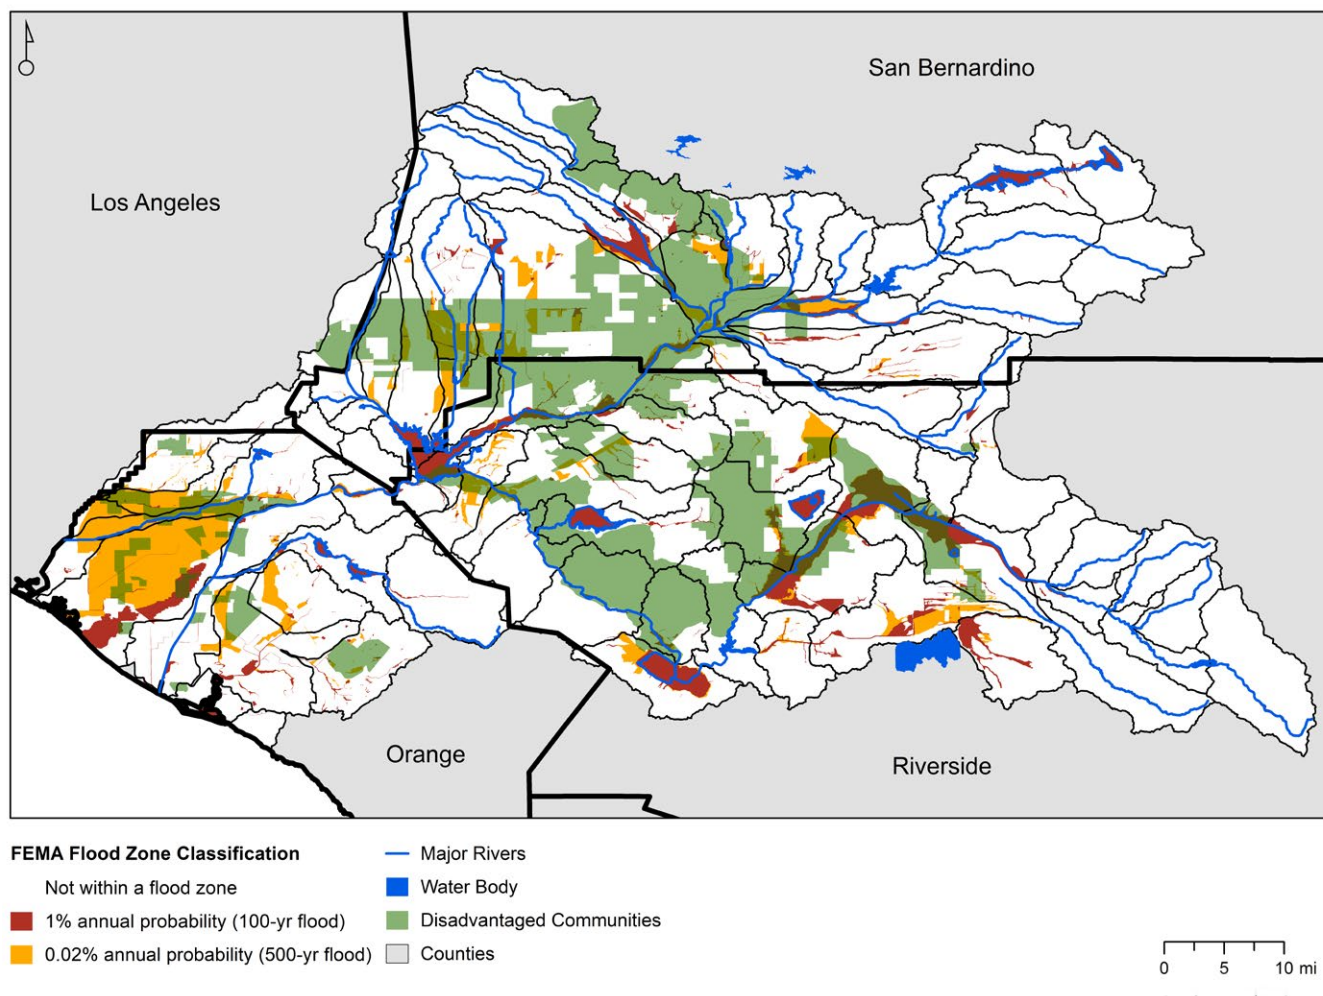 San Bernardino
Los Angeles
Orange
Riverside
FEMA Flood Zone Classification
Not within a flood zone
1% annual probability (100-yr flood)
0.02% annual probability (500-yr flood)
Major Rivers
Water Body
Disadvantaged Communities
Counties
0 5 10 mi